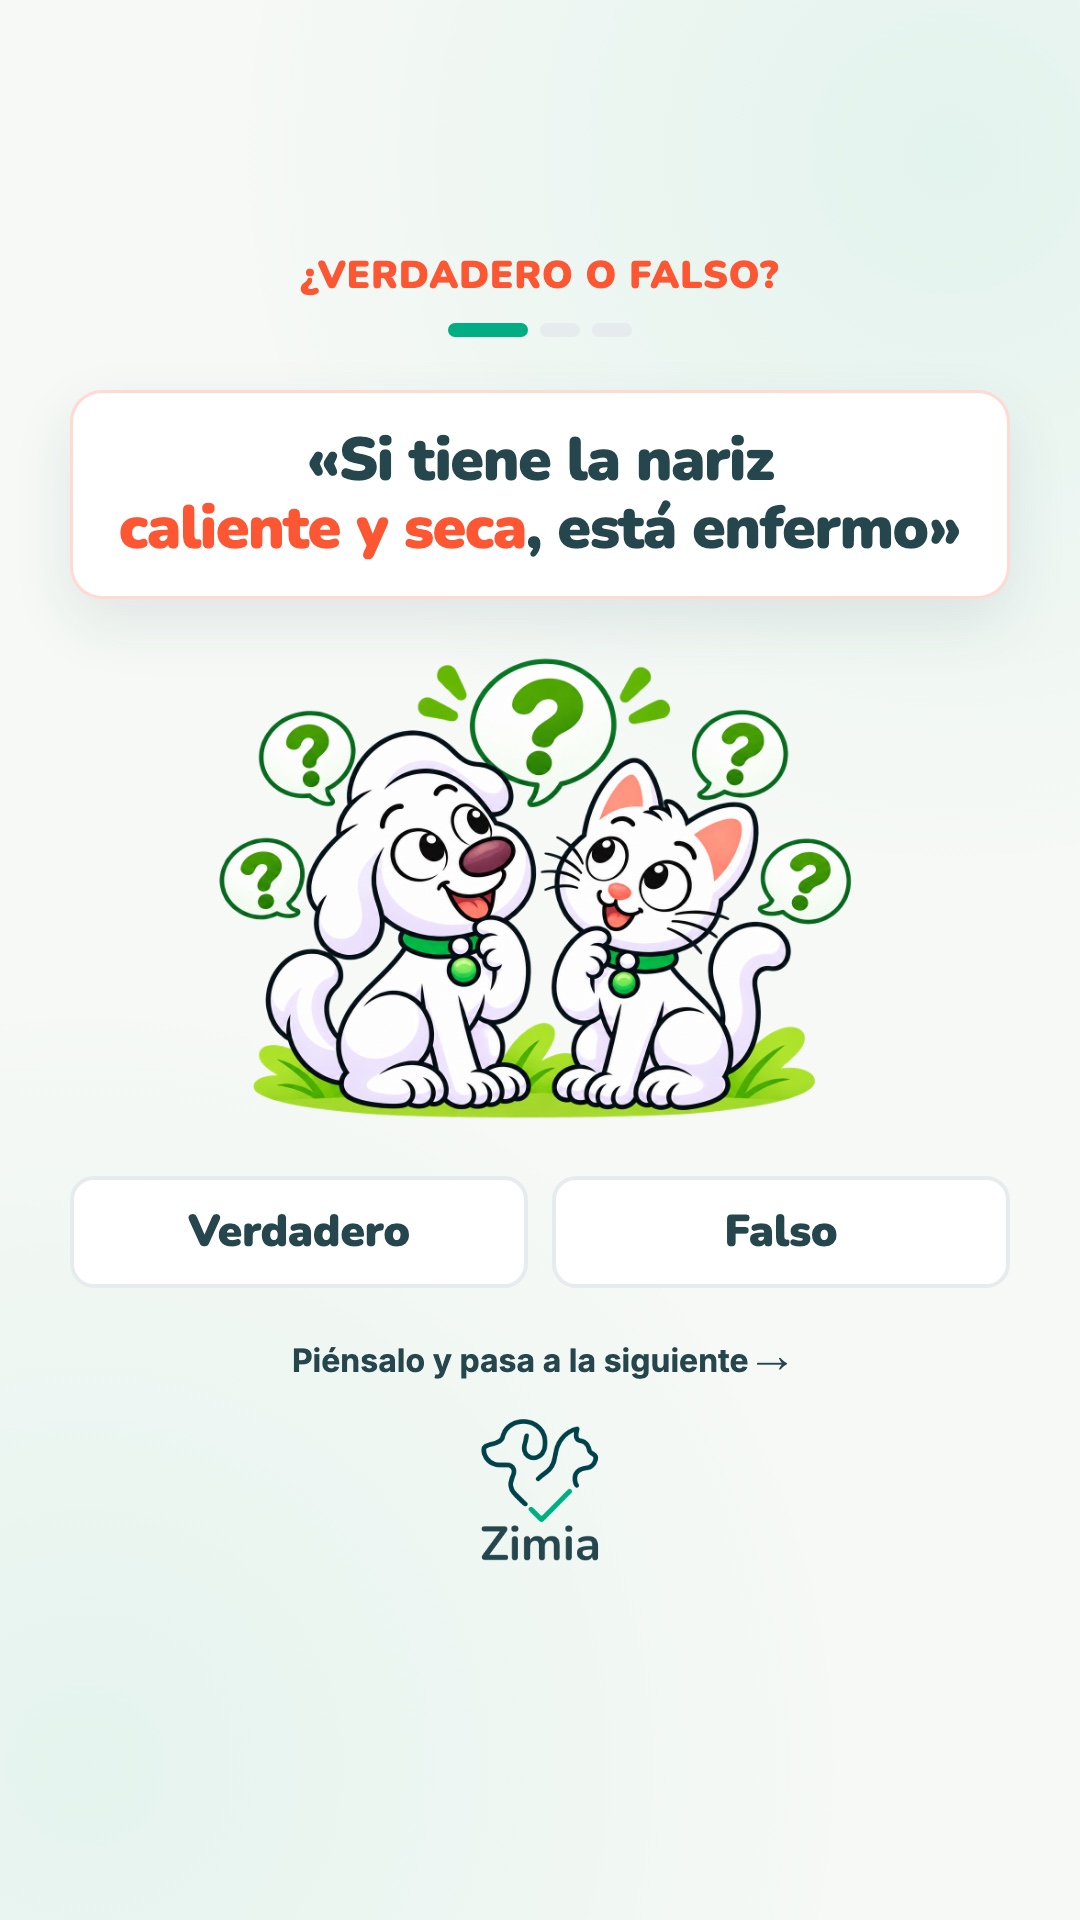 ¿VERDADERO O FALSO?
«Si tiene la nariz
caliente y seca, está enfermo»
?
?
?
?
?
Verdadero
Falso
Piénsalo y pasa a la siguiente →
Zimia